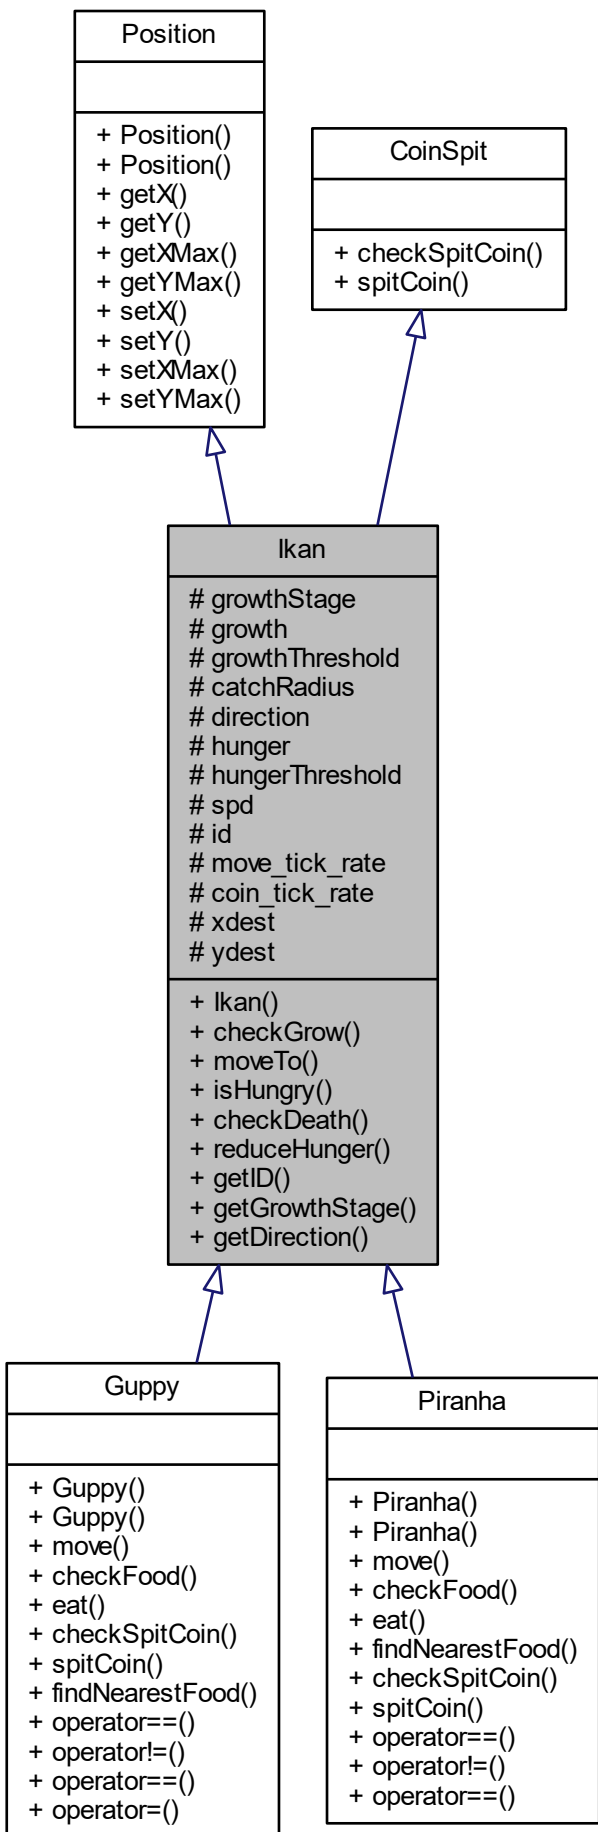 Position
+ Position()
+ Position()
+ getX()
+ getY()
+ getXMax()
+ getYMax()
+ setX()
+ setY()
+ setXMax()
+ setYMax()
CoinSpit
+ checkSpitCoin()
+ spitCoin()
Ikan
# growthStage
# growth
# growthThreshold
# catchRadius
# direction
# hunger
# hungerThreshold
# spd
# id
# move_tick_rate
# coin_tick_rate
# xdest
# ydest
+ Ikan()
+ checkGrow()
+ moveTo()
+ isHungry()
+ checkDeath()
+ reduceHunger()
+ getID()
+ getGrowthStage()
+ getDirection()
Guppy
+ Guppy()
+ Guppy()
+ move()
+ checkFood()
+ eat()
+ checkSpitCoin()
+ spitCoin()
+ findNearestFood()
+ operator==()
+ operator!=()
+ operator==()
+ operator=()
Piranha
+ Piranha()
+ Piranha()
+ move()
+ checkFood()
+ eat()
+ findNearestFood()
+ checkSpitCoin()
+ spitCoin()
+ operator==()
+ operator!=()
+ operator==()